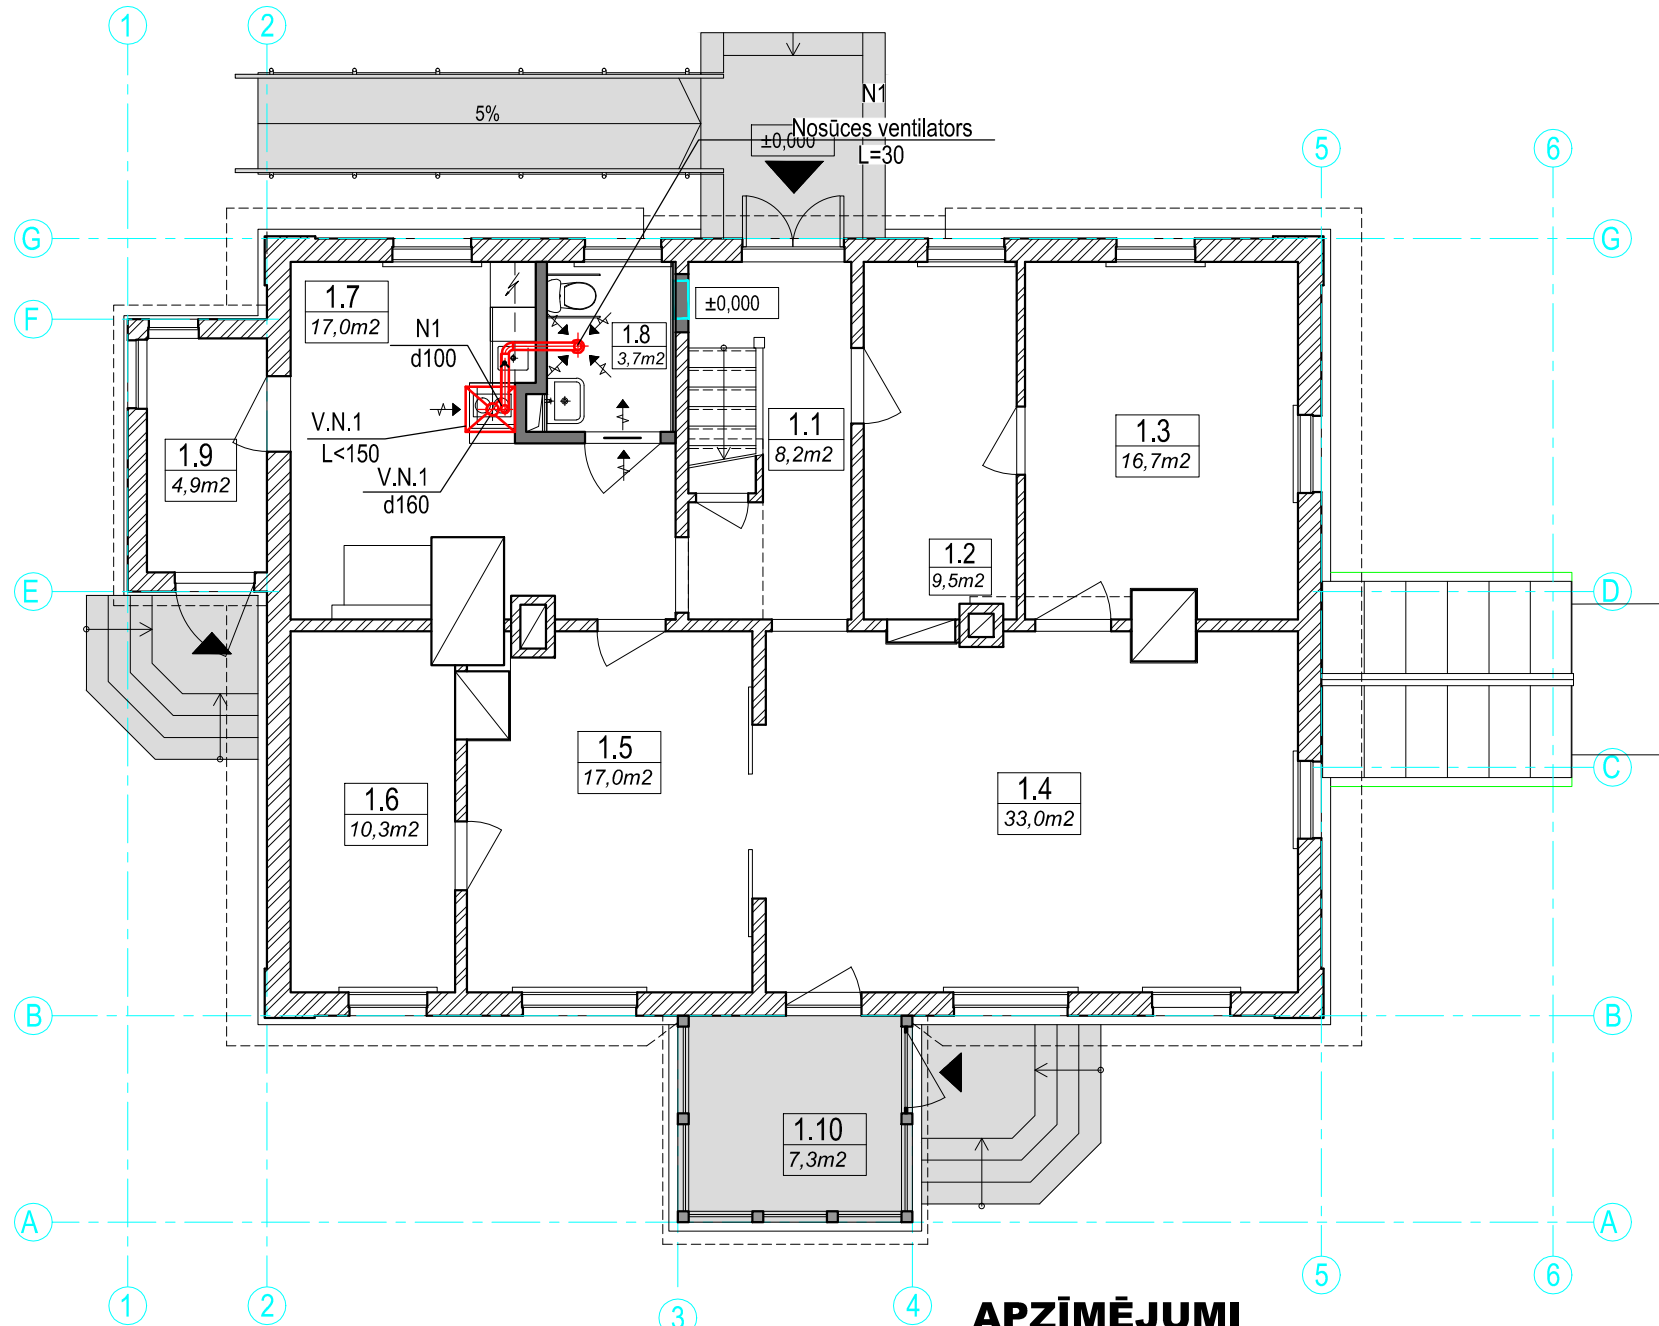 1
2
N1
5%
Nosūces ventilators
±0,000
L=30
5
6
G
G
1.7
17,0m2
±0,000
F
N1
d100
1.8
3,7m2
V.N.1
L<150
1.1
8,2m2
1.3
16,7m2
1.9
4,9m2
V.N.1
d160
1.2
9,5m2
E
D
1.5
17,0m2
C
1.6
10,3m2
1.4
33,0m2
B
B
1.10
7,3m2
A
A
5
6
1
2
3
4
APZĪMĒJUMI